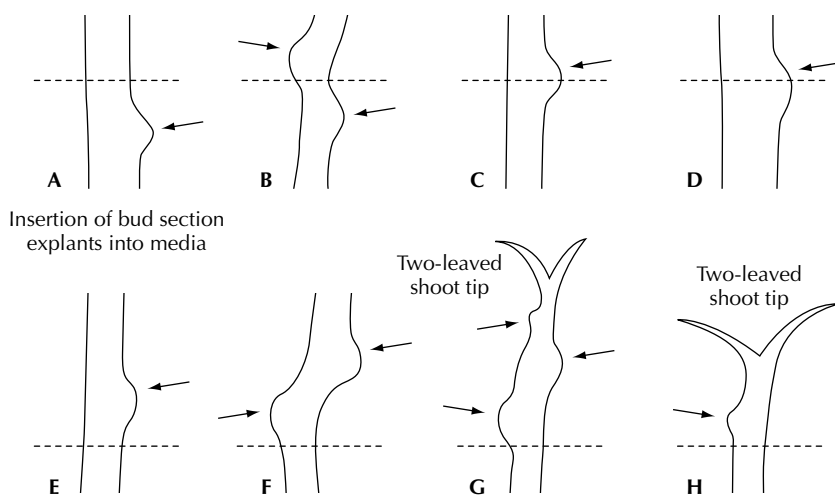 A
B
C
D
Insertion of bud section
explants into media
Two-leaved
shoot tip
Two-leaved
shoot tip
E
F
G
H